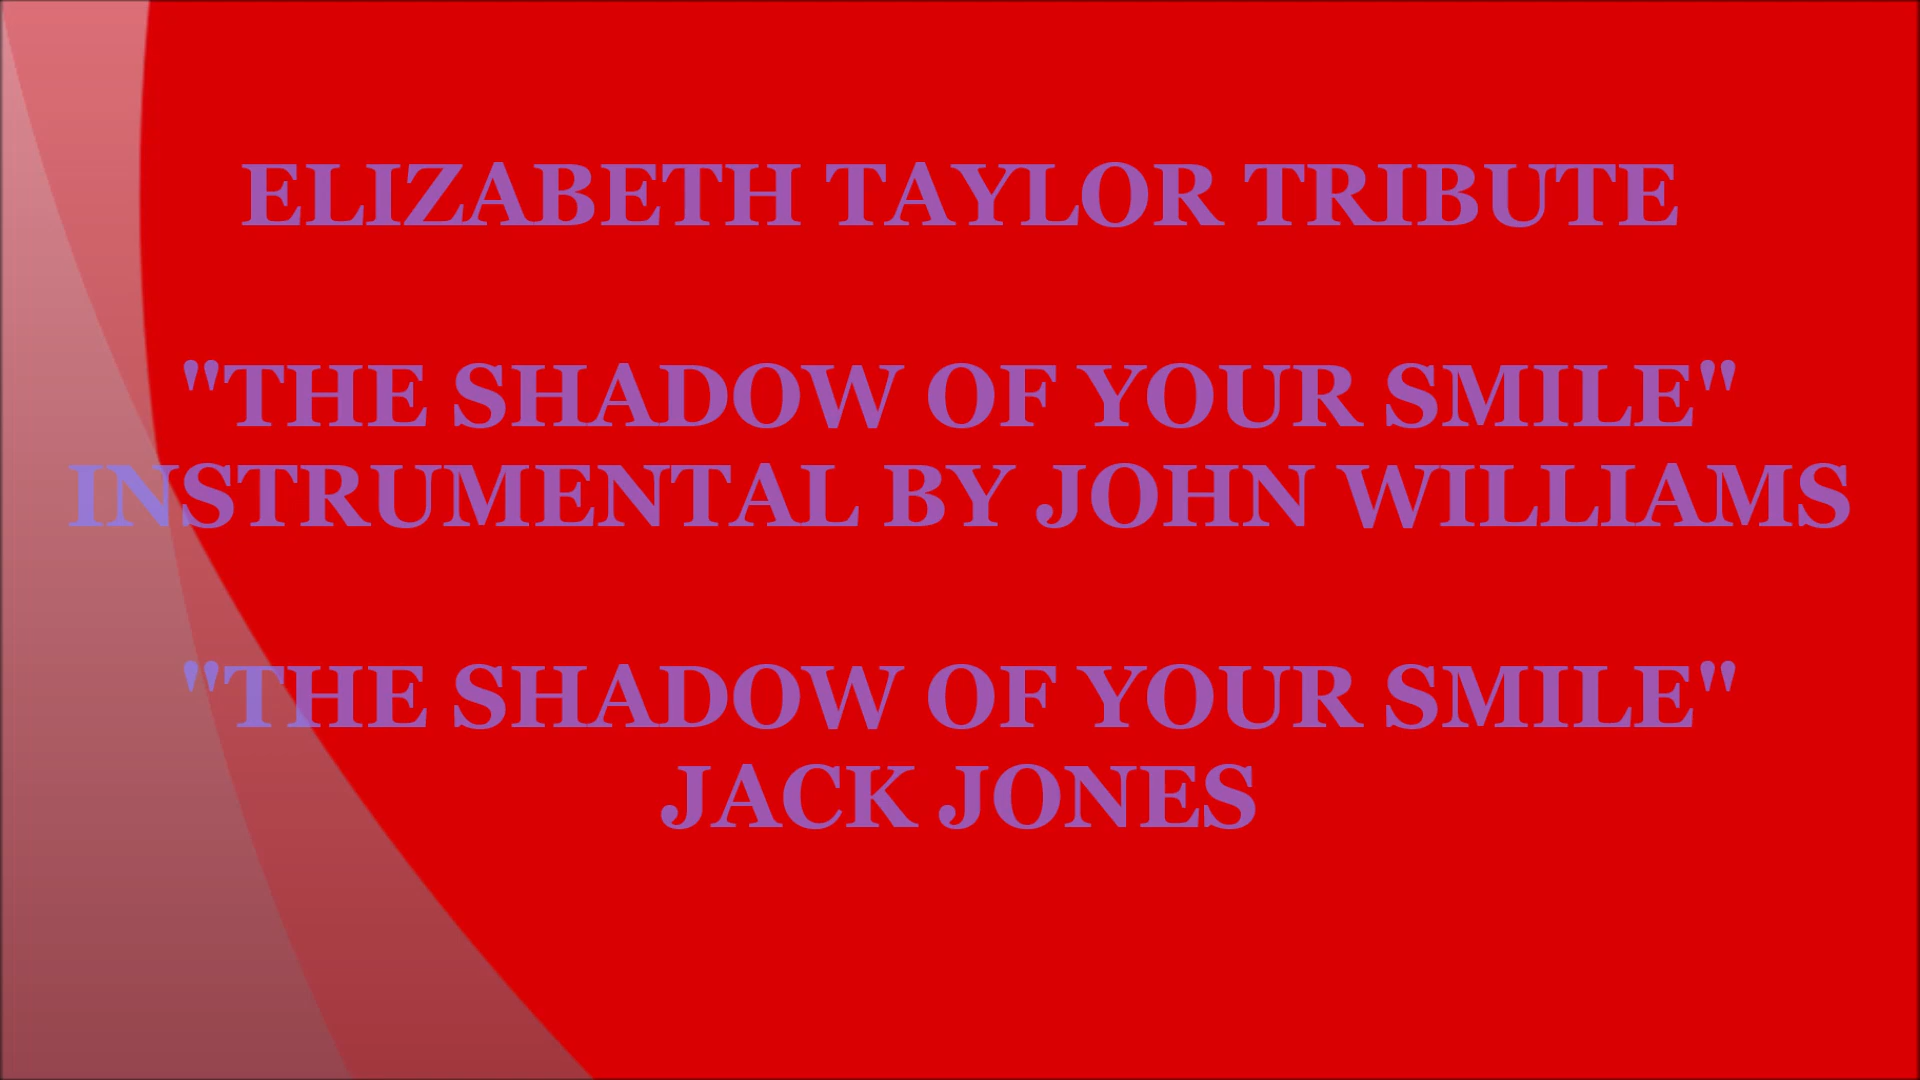 ELIZABETH TAYLOR TRIBUTE
"THE SHADOW OF YOUR SMILE"
INSTRUMENTAL BY JOHN WILLIAMS
"THE SHADOW OF YOUR SMILE"
JACK JONES